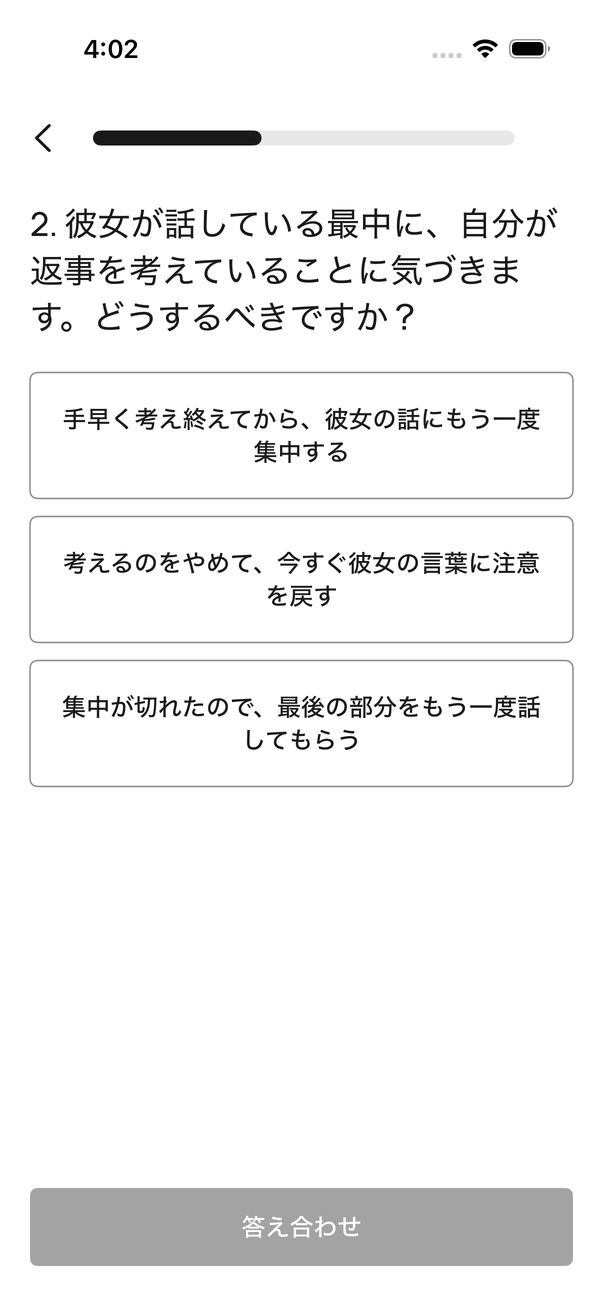 4:02
2. 彼女が話している最中に、自分が
返事を考えていることに気づきま
す。どうするべきですか？
手早く考え終えてから、彼女の話にもう一度
集中する
考えるのをやめて、今すぐ彼女の言葉に注意
を戻す
集中が切れたので、最後の部分をもう一度話
してもらう
答え合わせ